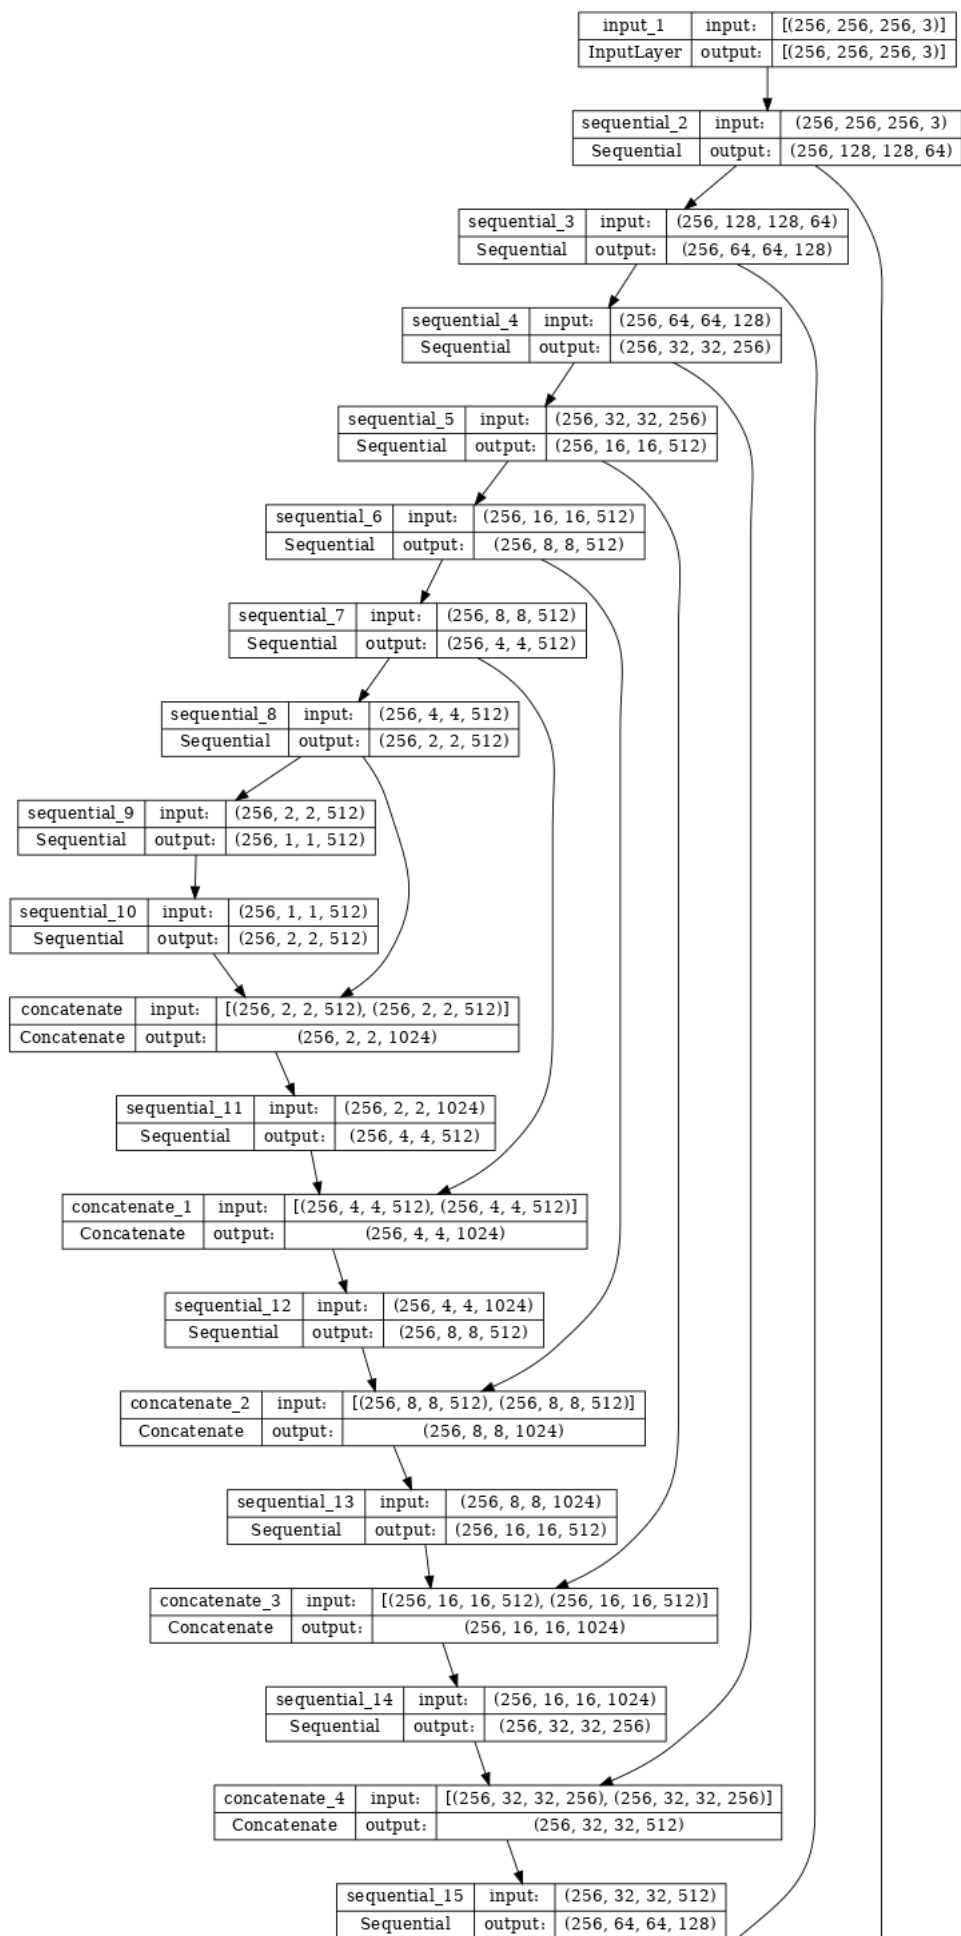 input_1 input: [(256, 256, 256, 3)]
InputLayer output: [(256, 256, 256, 3)]
sequential_2 input: (256, 256, 256, 3)
Sequential output: (256, 128, 128, 64)
sequential_3 input: (256, 128, 128, 64)
Sequential output: (256, 64, 64, 128)
sequential_4 input: (256, 64, 64, 128)
Sequential output: (256, 32, 32, 256)
sequential_5 input: (256, 32, 32, 256)
Sequential output: (256, 16, 16, 512)
sequential_6 input: (256, 16, 16, 512)
Sequential output: (256, 8, 8, 512)
sequential_7 input: (256, 8, 8, 512)
Sequential output: (256, 4, 4, 512)
sequential_8 input: (256, 4, 4, 512)
Sequential output: (256, 2, 2, 512)
sequential_9 input: (256, 2, 2, 512)
Sequential output: (256, 1, 1, 512)
sequential_10 input: (256, 1, 1, 512)
Sequential output: (256, 2, 2, 512)
concatenate input: [(256, 2, 2, 512), (256, 2, 2, 512)]
Concatenate output: (256, 2, 2, 1024)
sequential_11 input: (256, 2, 2, 1024)
Sequential output: (256, 4, 4, 512)
concatenate_1 input: [(256, 4, 4, 512), (256, 4, 4, 512)]
Concatenate output: (256, 4, 4, 1024)
sequential_12 input: (256, 4, 4, 1024)
Sequential output: (256, 8, 8, 512)
concatenate_2 input: [(256, 8, 8, 512), (256, 8, 8, 512)]
Concatenate output: (256, 8, 8, 1024)
sequential_13 input: (256, 8, 8, 1024)
Sequential output: (256, 16, 16, 512)
concatenate_3 input: [(256, 16, 16, 512), (256, 16, 16, 512)]
Concatenate output: (256, 16, 16, 1024)
sequential_14 input: (256, 16, 16, 1024)
Sequential output: (256, 32, 32, 256)
concatenate_4 input: [(256, 32, 32, 256), (256, 32, 32, 256)]
Concatenate output: (256, 32, 32, 512)
sequential_15 input: (256, 32, 32, 512)
Sequential output: (256, 64, 64, 128)